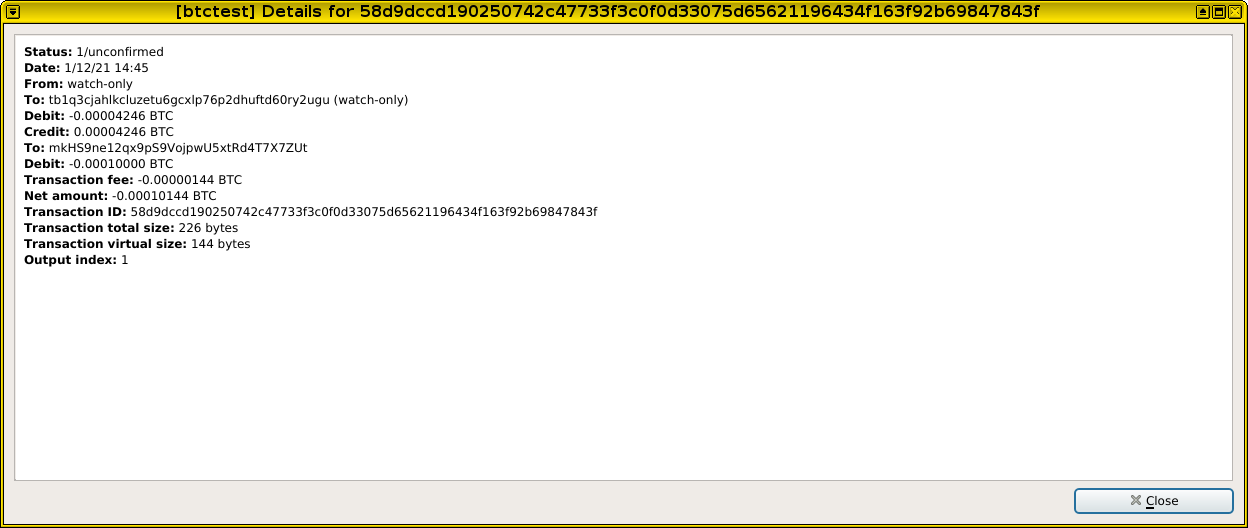 [btctest] Details for 58d9dccd190250742c47733f3c0f0d33075d65621196434f163f92b69847843f
Status: 1/unconfirmed
Date: 1/12/21 14:45
From: watch-only
To: tb1q3cjahlkcluzetu6gcxlp76p2dhuftd60ry2ugu (watch-only)
Debit: -0.00004246 BTC
Credit: 0.00004246 BTC
To: mkHS9ne12qx9pS9VojpwU5xtRd4T7X7ZUt
Debit: -0.00010000 BTC
Transaction fee: -0.00000144 BTC
Net amount: -0.00010144 BTC
Transaction ID: 58d9dccd190250742c47733f3c0f0d33075d65621196434f163f92b69847843f
Transaction total size: 226 bytes
Transaction virtual size: 144 bytes
Output index: 1
Close